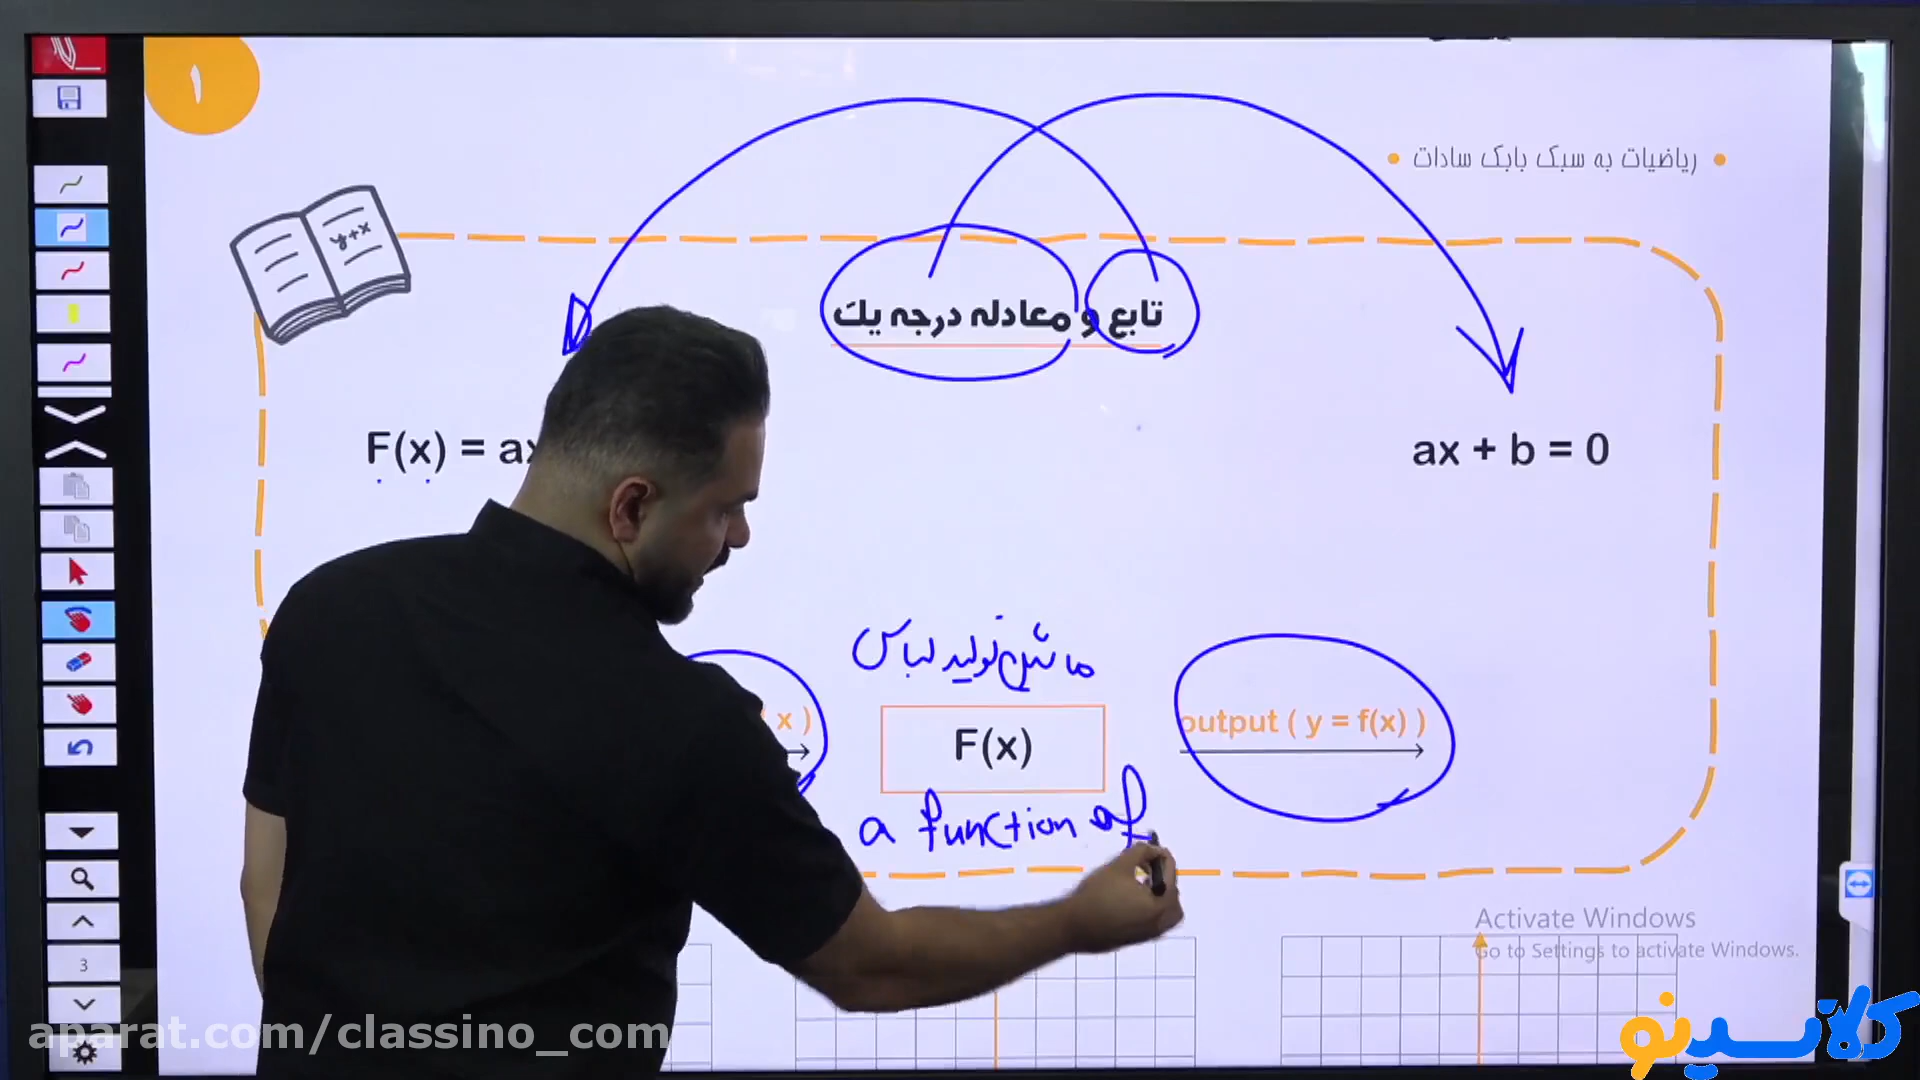 ۱
ریاضیات به سبک بابک سادات
y+x
تابع و معادله درجه یک
F(x) = ax
ax + b = 0
ماشین تولید لباس
x )
F(x)
output ( y = f(x) )
a function of
Activate Windows
Go to Settings to activate Windows.
3
aparat.com/classino_com
کلاسینو